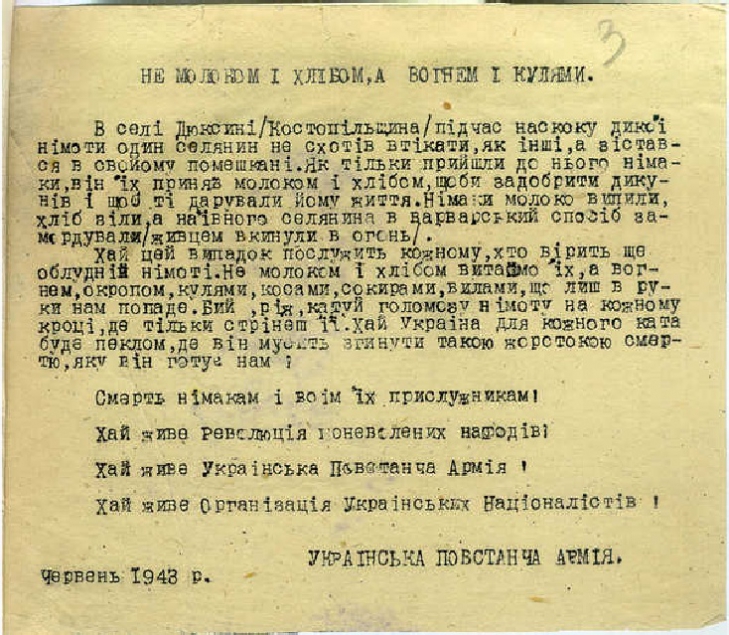 3
НЕ МОЛОКОМ І ХЛІБОМ,А ВОГНЕМ І КУЛЯМИ.
В селі Дюксині/Костопільщина/підчас наскоку дикої
німоти один селянин не схотів втікати,як інші,а зістав-
ся в свойому помешкані.Як тільки прийшли до нього німа-
ки,він їх приняв молоком і хлібом,щоби задобрити дику-
нів і щоб ті дарували йому життя.Німаки молоко випили,
хліб зіли,а наївного селянина в варварський спосіб за-
мордували/живцем вкинули в огонь/.
Хай цей випадок послужить кожному,хто вірить ще
облудній німоті.Не молоком і хлібом витаймо їх,а вог-
нем,окропом,кулями,косами,сокирами,вилами,що лиш в ру-
ки нам попаде.Бий ,ріж,катуй голомозу німоту на кожному
кроці,де тільки стрінеш її.Хай Україна для кожного ката
буде пеклом,де він мусить згинути такою жорстокою смер-
тю,яку він готує нам !
Смерть німакам і всім їх прислужникам!
Хай живе Революція поневолених народів!
Хай живе Українська Повстанча Армія !
Хай живе Організація Українських Націоналістів !
УКРАЇНСЬКА ПОВСТАНЧА АРМІЯ.
червень 1943 р.